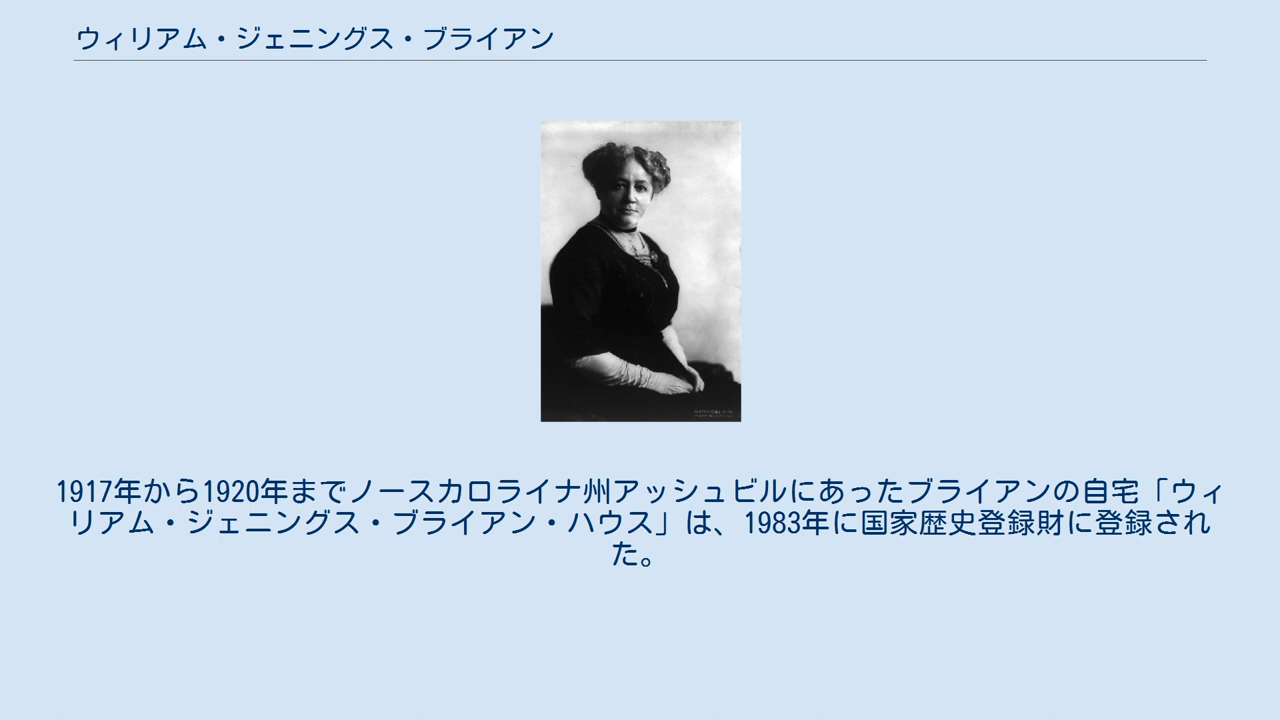 ウィリアム・ジェニングス・ブライアン
1917年から1920年までノースカロライナ州アッシュビルにあったブライアンの自宅「ウィ
リアム・ジェニングス・ブライアン・ハウス」は、1983年に国家歴史登録財に登録され
た。